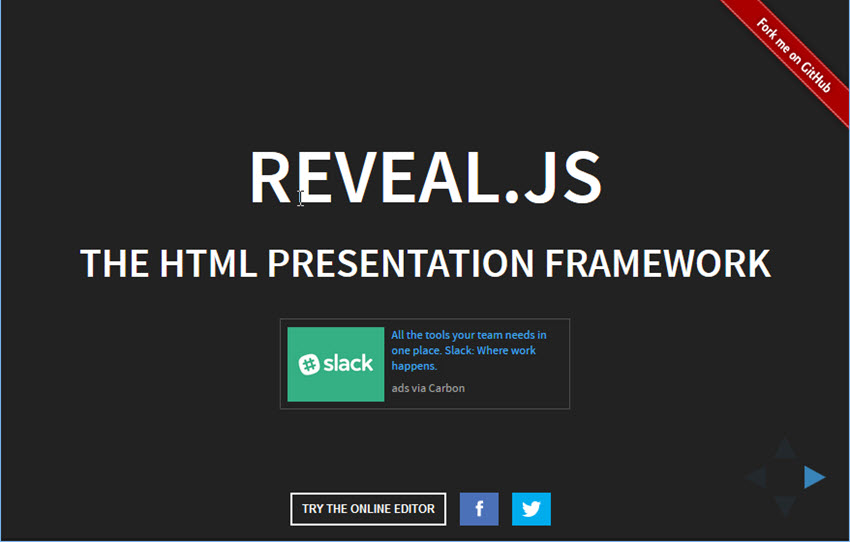 Fork me on GitHub
REVEAL.JS
THE HTML PRESENTATION FRAMEWORK
slack
All the tools your team needs in
one place. Slack: Where work
happens.
ads via Carbon
TRY THE ONLINE EDITOR